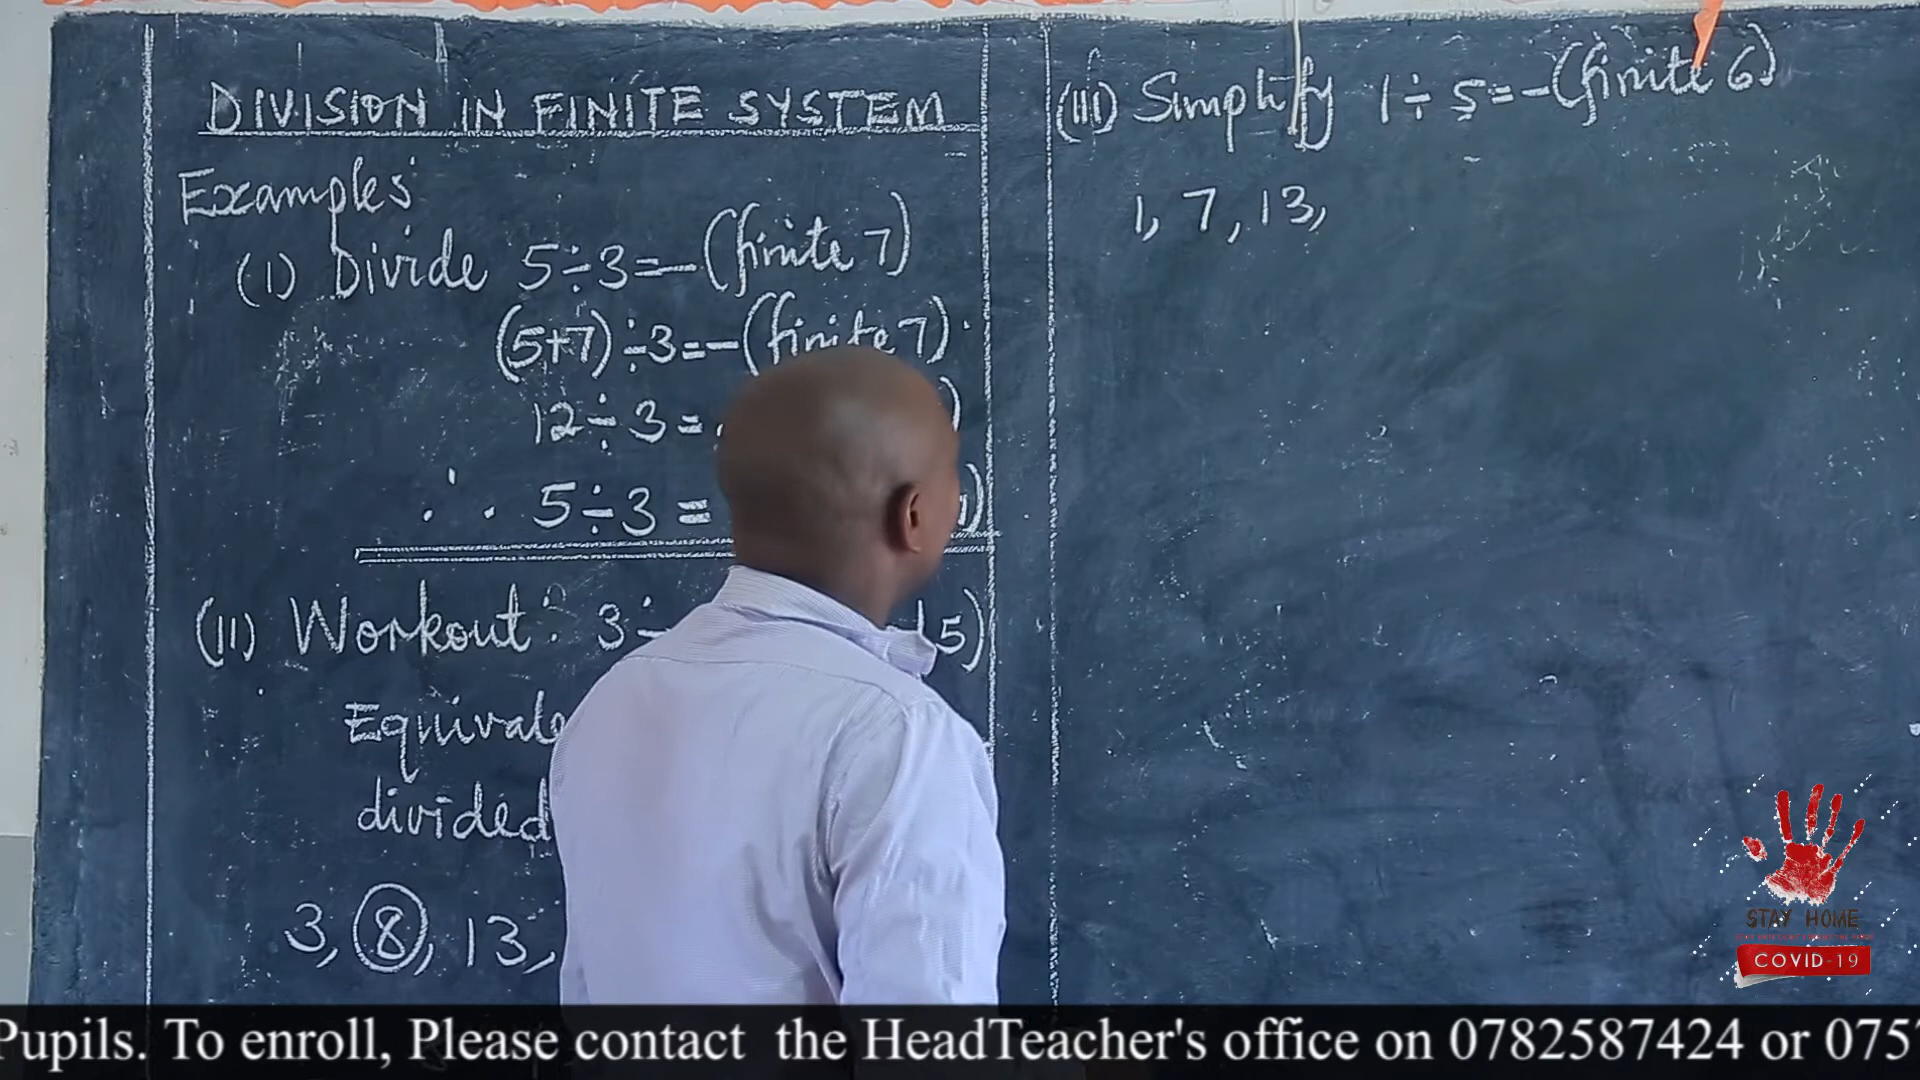 DIVISION IN FINITE SYSTEM
Examples
(I) Divide 5÷3=—(finite 7)
(5+7)÷3=—(finite 7)
12÷3=
∴ 5÷3=
(II) Workout: 3÷ 5)
divided
3, 8, 13,
(III) Simplify 1÷5=—(finite 6)
1, 7, 13,
STAY HOME
COVID-19
Pupils. To enroll, Please contact the HeadTeacher's office on 0782587424 or 075